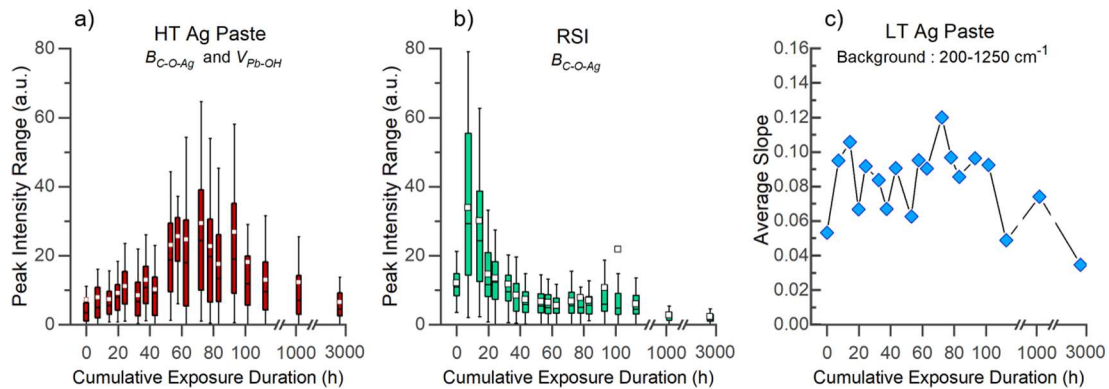 a)
HT Ag Paste
B_C-O-Ag and V_Pb-OH
Peak Intensity Range (a.u.)
80
60
40
20
0
0 20 40 60 80 100 1000 3000
Cumulative Exposure Duration (h)
b)
RSI
B_C-O-Ag
Peak Intensity Range (a.u.)
80
60
40
20
0
0 20 40 60 80 100 1000 3000
Cumulative Exposure Duration (h)
c)
LT Ag Paste
Background : 200-1250 cm⁻¹
Average Slope
0.16
0.14
0.12
0.10
0.08
0.06
0.04
0.02
0.00
0 20 40 60 80 100 1000 3000
Cumulative Exposure Duration (h)